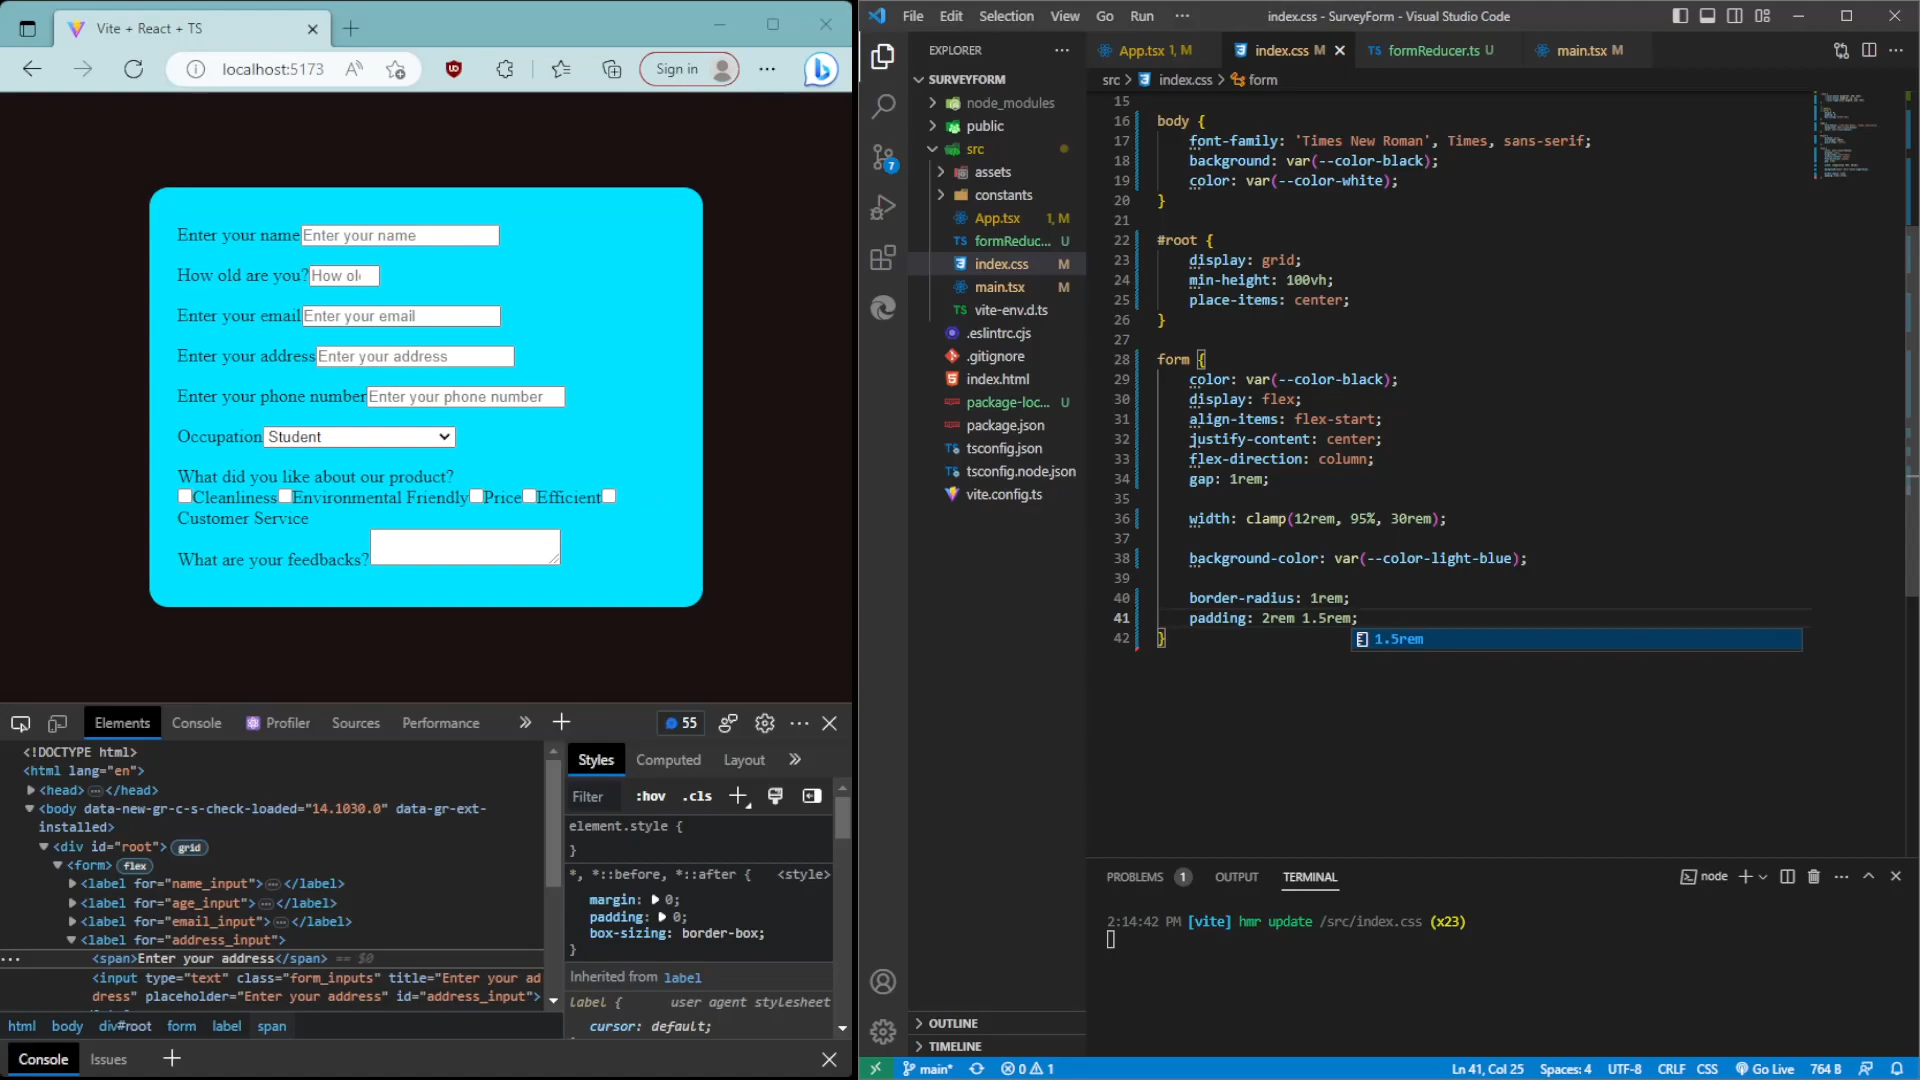 Vite + React + TS
localhost:5173
Sign in
Enter your name
Enter your name
How old are you?
How ol
Enter your email
Enter your email
Enter your address
Enter your address
Enter your phone number
Enter your phone number
Occupation
Student
What did you like about our product?
Cleanliness
Environmental Friendly
Price
Efficient
Customer Service
What are your feedbacks?
Elements
Console
Profiler
Sources
Performance
55
<!DOCTYPE html>
<html lang="en">
<head> ⋯ </head>
<body data-new-gr-c-s-check-loaded="14.1030.0" data-gr-ext-
installed>
<div id="root"> grid
<form> flex
<label for="name_input"> ⋯ </label>
<label for="age_input"> ⋯ </label>
<label for="email_input"> ⋯ </label>
<label for="address_input">
<span>Enter your address</span> == $0
<input type="text" class="form_inputs" title="Enter your ad
dress" placeholder="Enter your address" id="address_input">
html body div#root form label span
Styles
Computed
Layout
Filter
:hov
.cls
element.style {
}
*, *::before, *::after { <style>
margin: 0;
padding: 0;
box-sizing: border-box;
}
Inherited from label
label { user agent stylesheet
cursor: default;
Console
Issues
File Edit Selection View Go Run ···
index.css - SurveyForm - Visual Studio Code
EXPLORER
SURVEYFORM
node_modules
public
src
assets
constants
App.tsx 1, M
formReduc... U
index.css M
main.tsx M
vite-env.d.ts
.eslintrc.cjs
.gitignore
index.html
package-loc... U
package.json
tsconfig.json
tsconfig.node.json
vite.config.ts
OUTLINE
TIMELINE
App.tsx 1, M
index.css M
formReducer.ts U
main.tsx M
src > index.css > form
15
16 body {
17 font-family: 'Times New Roman', Times, sans-serif;
18 background: var(--color-black);
19 color: var(--color-white);
20 }
21
22 #root {
23 display: grid;
24 min-height: 100vh;
25 place-items: center;
26 }
27
28 form {
29 color: var(--color-black);
30 display: flex;
31 align-items: flex-start;
32 justify-content: center;
33 flex-direction: column;
34 gap: 1rem;
35
36 width: clamp(12rem, 95%, 30rem);
37
38 background-color: var(--color-light-blue);
39
40 border-radius: 1rem;
41 padding: 2rem 1.5rem;
42 }
1.5rem
PROBLEMS 1
OUTPUT
TERMINAL
node
2:14:42 PM [vite] hmr update /src/index.css (x23)
7
main*
0 1
Ln 41, Col 25
Spaces: 4
UTF-8
CRLF
CSS
Go Live
764 B